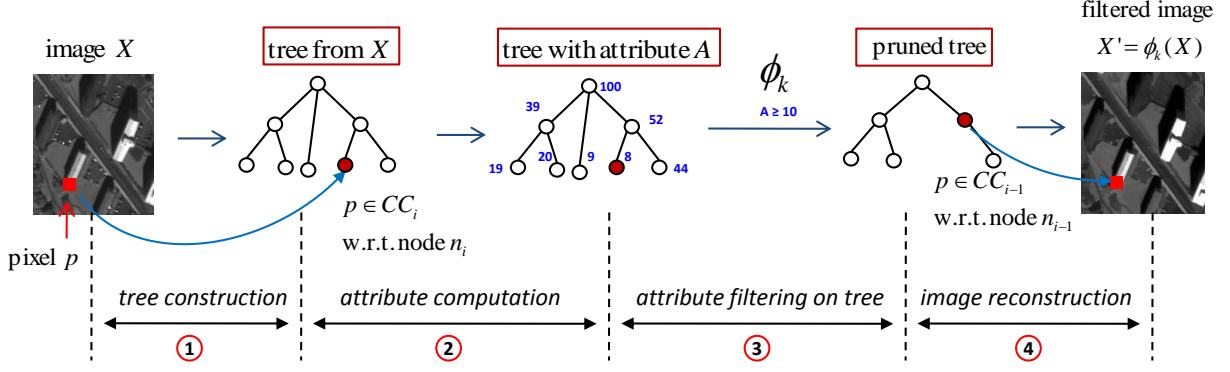 image X
tree from X
tree with attribute A
pruned tree
filtered image
X' = ϕₖ(X)
100
39
52
20
9
8
19
44
ϕₖ
A ≥ 10
p ∈ CCᵢ
w.r.t. node nᵢ
p ∈ CCᵢ₋₁
w.r.t. node nᵢ₋₁
pixel p
tree construction
attribute computation
attribute filtering on tree
image reconstruction
1
2
3
4